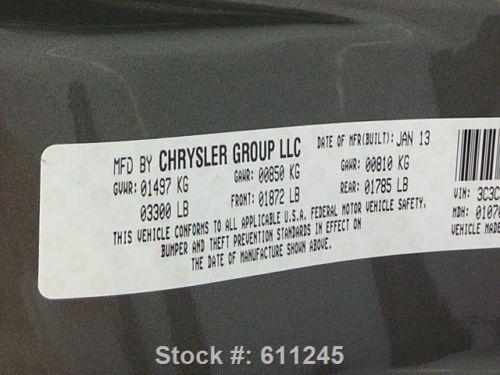 MFD BY CHRYSLER GROUP LLC DATE OF MFR(BUILT): JAN 13
GVWR: 01497 KG GAWR: 00850 KG GAWR: 00810 KG
03300 LB FRONT: 01872 LB REAR: 01785 LB
THIS VEHICLE CONFORMS TO ALL APPLICABLE U.S.A. FEDERAL MOTOR VEHICLE SAFETY,
BUMPER AND THEFT PREVENTION STANDARDS IN EFFECT ON
THE DATE OF MANUFACTURE SHOWN ABOVE.
VIN: 3C3C
MDH: 0107
VEHICLE MADE
Stock #: 611245